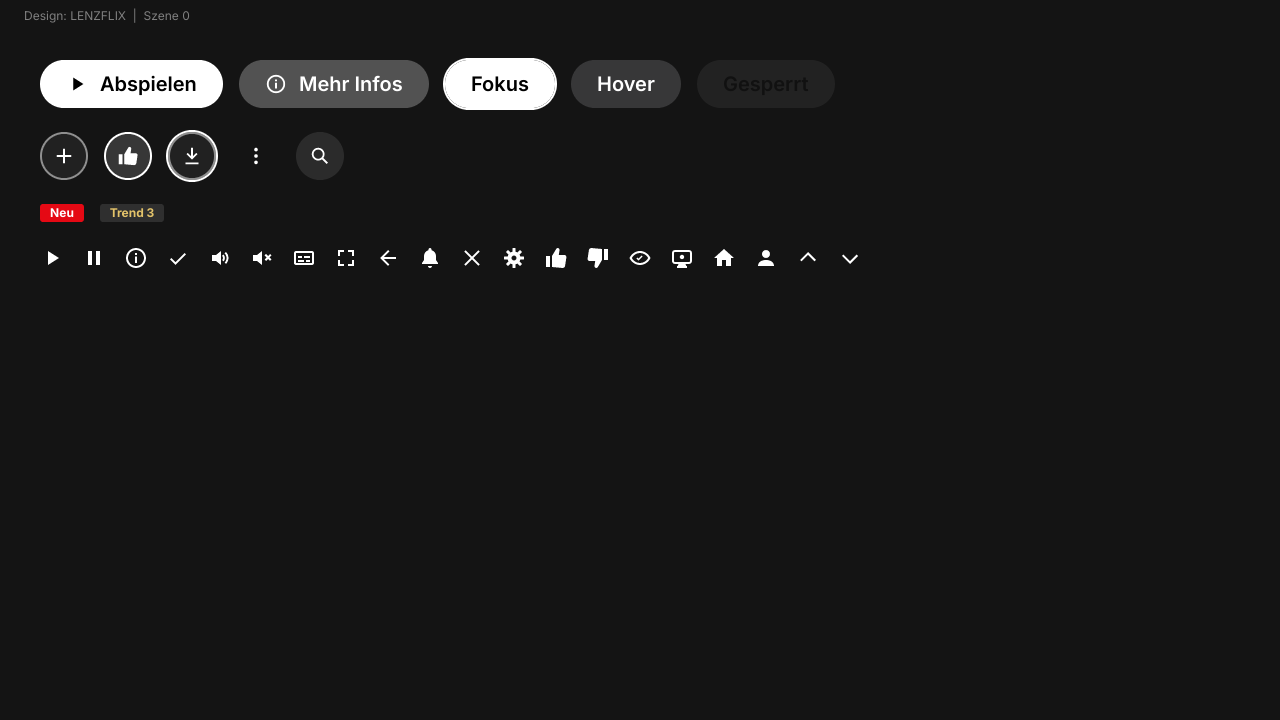 Design: LENZFLIX | Szene 0
Abspielen Mehr Infos Fokus Hover Gesperrt
Neu Trend 3